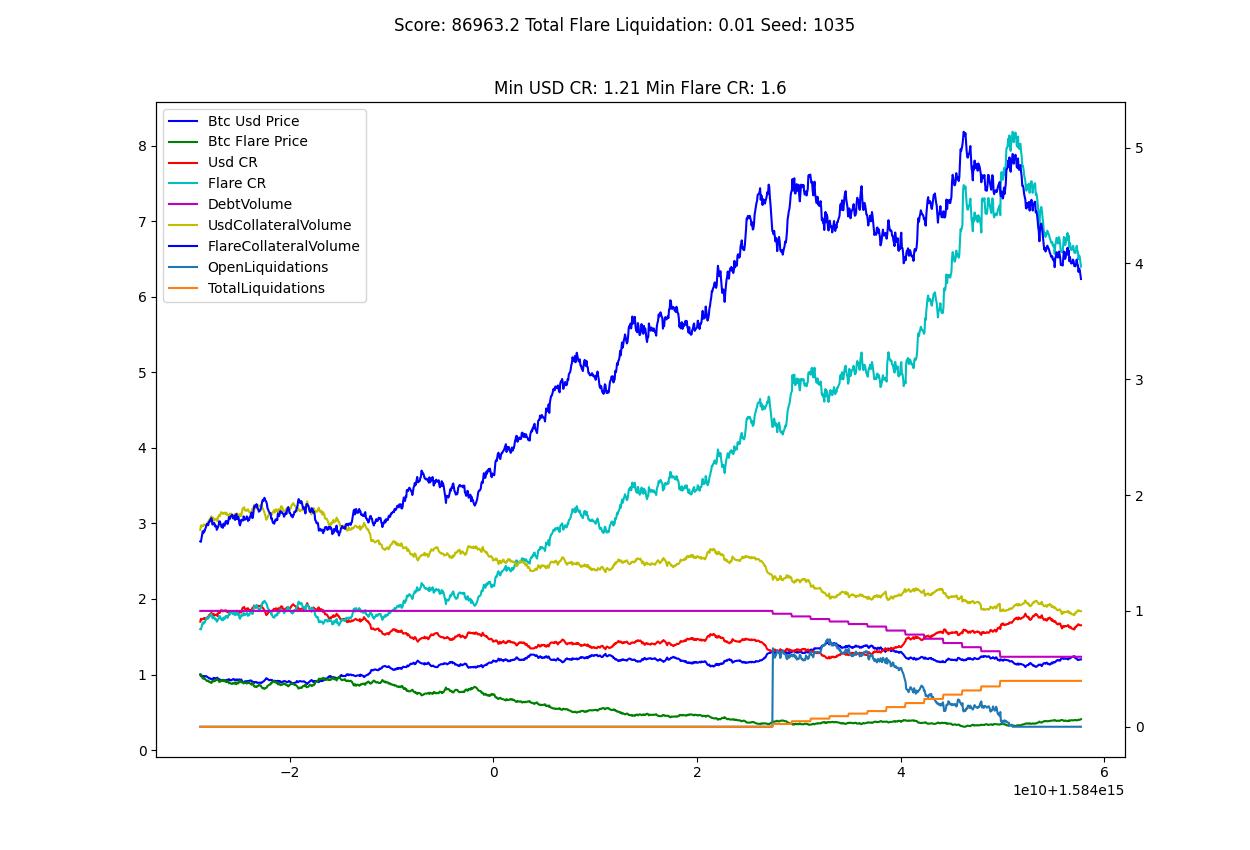 Score: 86963.2 Total Flare Liquidation: 0.01 Seed: 1035
Min USD CR: 1.21 Min Flare CR: 1.6
Btc Usd Price
Btc Flare Price
Usd CR
Flare CR
DebtVolume
UsdCollateralVolume
FlareCollateralVolume
OpenLiquidations
TotalLiquidations
8
7
6
5
4
3
2
1
0
5
4
3
2
1
0
−2
0
2
4
6
1e10+1.584e15